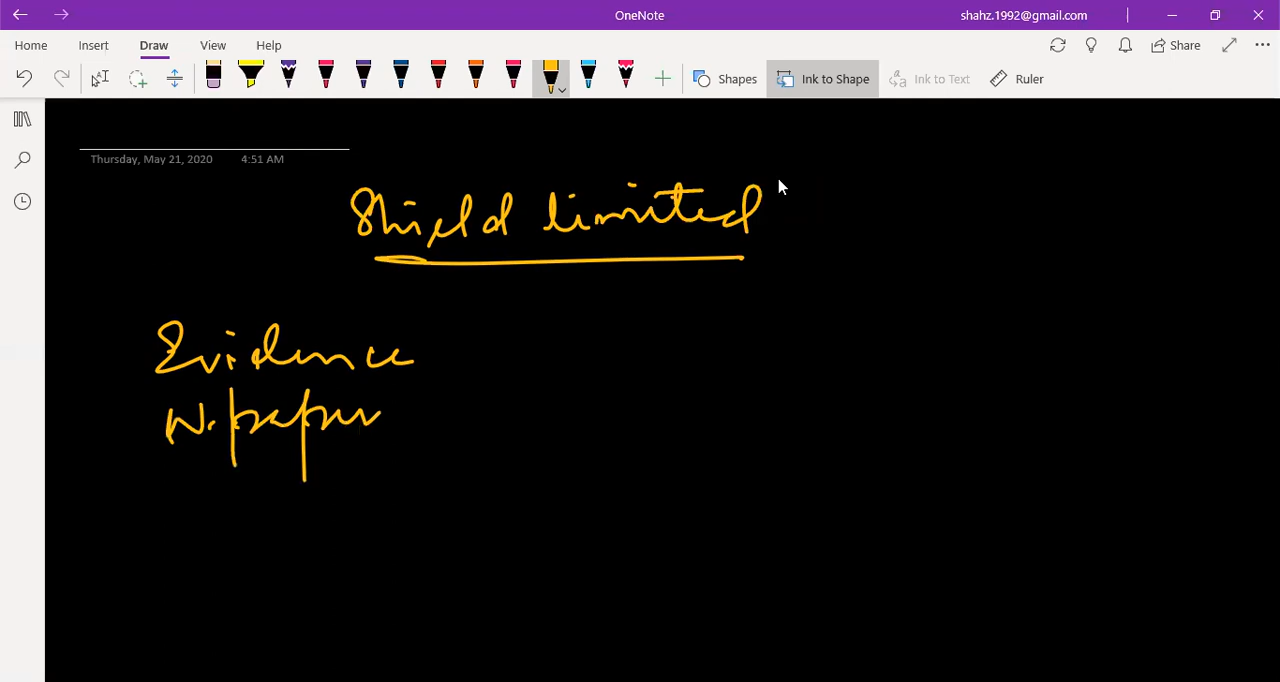 OneNote
shahz.1992@gmail.com
Home Insert Draw View Help
Share
Shapes Ink to Shape Ink to Text Ruler
Thursday, May 21, 2020 4:51 AM
Shield limited
Evidence
W.paper